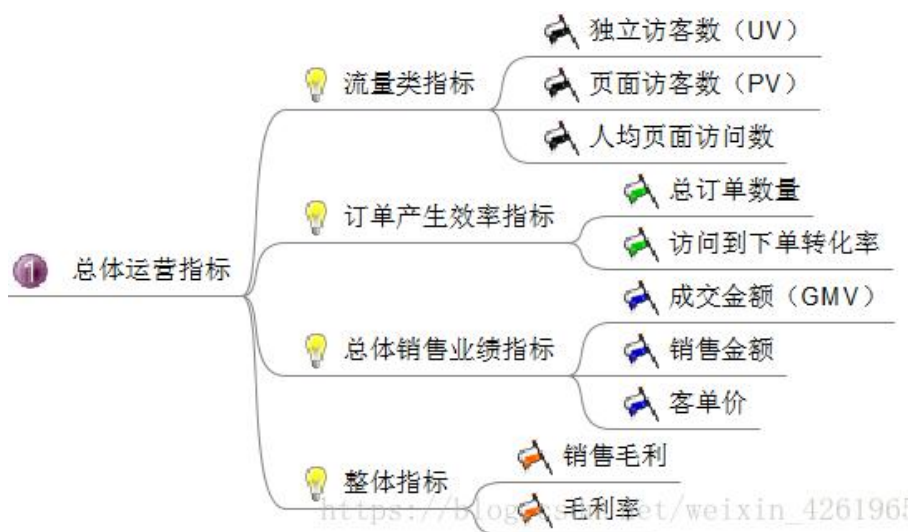 独立访客数（UV）
流量类指标
页面访客数（PV）
人均页面访问数
总订单数量
订单产生效率指标
访问到下单转化率
1 总体运营指标
成交金额（GMV）
总体销售业绩指标
销售金额
客单价
销售毛利
整体指标
毛利率